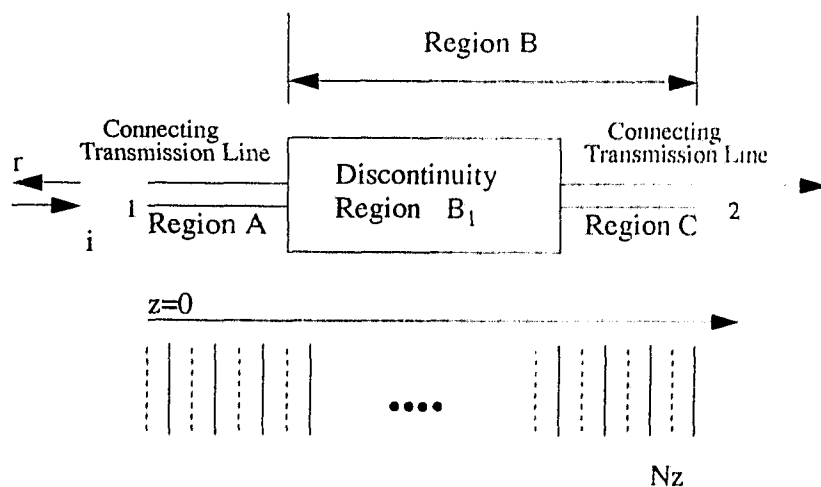 Region B
Connecting
Transmission Line
Connecting
Transmission Line
r
Discontinuity
Region B1
1
Region A
Region C
2
i
z=0
Nz